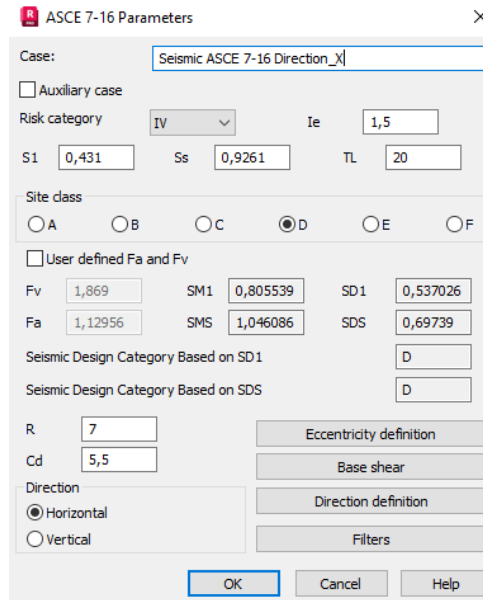 ASCE 7-16 Parameters
Case: Seismic ASCE 7-16 Direction_X
Auxiliary case
Risk category IV Ie 1,5
S1 0,431 Ss 0,9261 TL 20
Site class
A B C D E F
User defined Fa and Fv
Fv 1,869 SM1 0,805539 SD1 0,537026
Fa 1,12956 SMS 1,046086 SDS 0,69739
Seismic Design Category Based on SD1 D
Seismic Design Category Based on SDS D
R 7 Eccentricity definition
Cd 5,5 Base shear
Direction Direction definition
Horizontal
Vertical Filters
OK Cancel Help